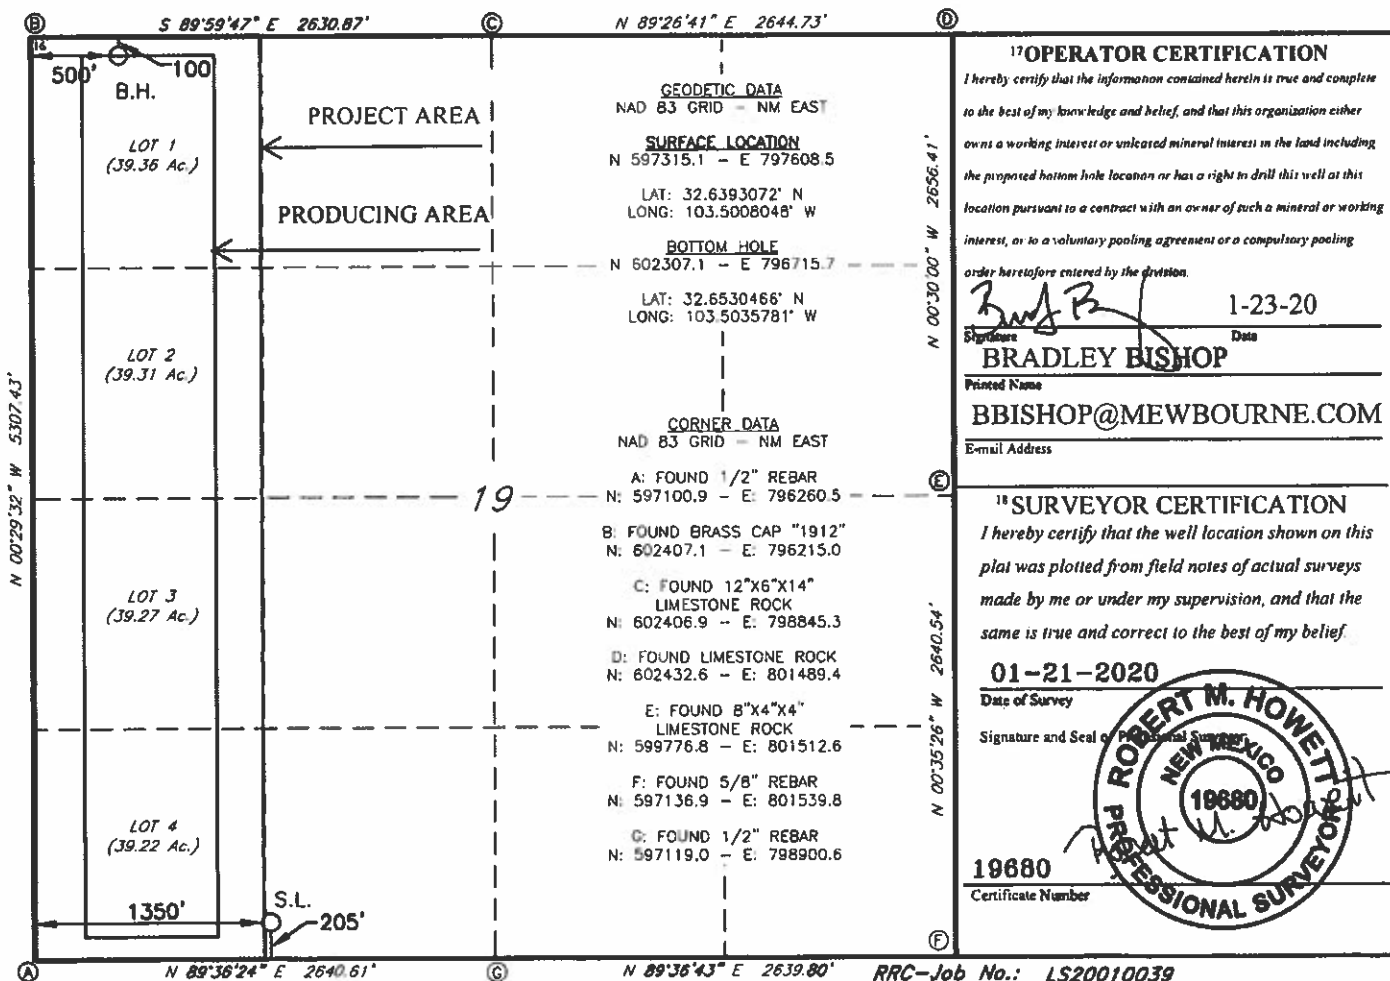 B S 89°59'47" E 2630.87' C N 89°26'41" E 2644.73' D
16
500' 100
B.H.
LOT 1
(39.36 Ac.)
PROJECT AREA
PRODUCING AREA
LOT 2
(39.31 Ac.)
N 00°29'32" W 5307.43'
LOT 3
(39.27 Ac.)
LOT 4
(39.22 Ac.)
S.L.
1350'
205'
19
GEODETIC DATA
NAD 83 GRID - NM EAST
SURFACE LOCATION
N 597315.1 - E 797608.5
LAT: 32.6393072° N
LONG: 103.5008048° W
BOTTOM HOLE
N 602307.1 - E 796715.7
LAT: 32.6530466° N
LONG: 103.5035781° W
CORNER DATA
NAD 83 GRID - NM EAST
A: FOUND 1/2" REBAR
N: 597100.9 - E: 796260.5
B: FOUND BRASS CAP "1912"
N: 602407.1 - E: 796215.0
C: FOUND 12"X6"X14"
LIMESTONE ROCK
N: 602406.9 - E: 798845.3
D: FOUND LIMESTONE ROCK
N: 602432.6 - E: 801489.4
E: FOUND 8"X4"X4"
LIMESTONE ROCK
N: 599776.8 - E: 801512.6
F: FOUND 5/8" REBAR
N: 597136.9 - E: 801539.8
G: FOUND 1/2" REBAR
N: 597119.0 - E: 798900.6
N 00°30'00" W 2656.41'
E
N 00°35'26" W 2640.54'
F
A N 89°36'24" E 2640.61' G N 89°36'43" E 2639.80'
17 OPERATOR CERTIFICATION
I hereby certify that the information contained herein is true and complete
to the best of my knowledge and belief, and that this organization either
owns a working interest or unleased mineral interest in the land including
the proposed bottom hole location or has a right to drill this well at this
location pursuant to a contract with an owner of such a mineral or working
interest, or to a voluntary pooling agreement or a compulsory pooling
order heretofore entered by the division.
1-23-20
Signature Date
BRADLEY BISHOP
Printed Name
BBISHOP@MEWBOURNE.COM
E-mail Address
18 SURVEYOR CERTIFICATION
I hereby certify that the well location shown on this
plat was plotted from field notes of actual surveys
made by me or under my supervision, and that the
same is true and correct to the best of my belief.
01-21-2020
Date of Survey
Signature and Seal of Professional Surveyor
ROBERT M. HOWETT
NEW MEXICO
19680
PROFESSIONAL SURVEYOR
Robert M. Howett
19680
Certificate Number
RRC-Job No.: LS20010039